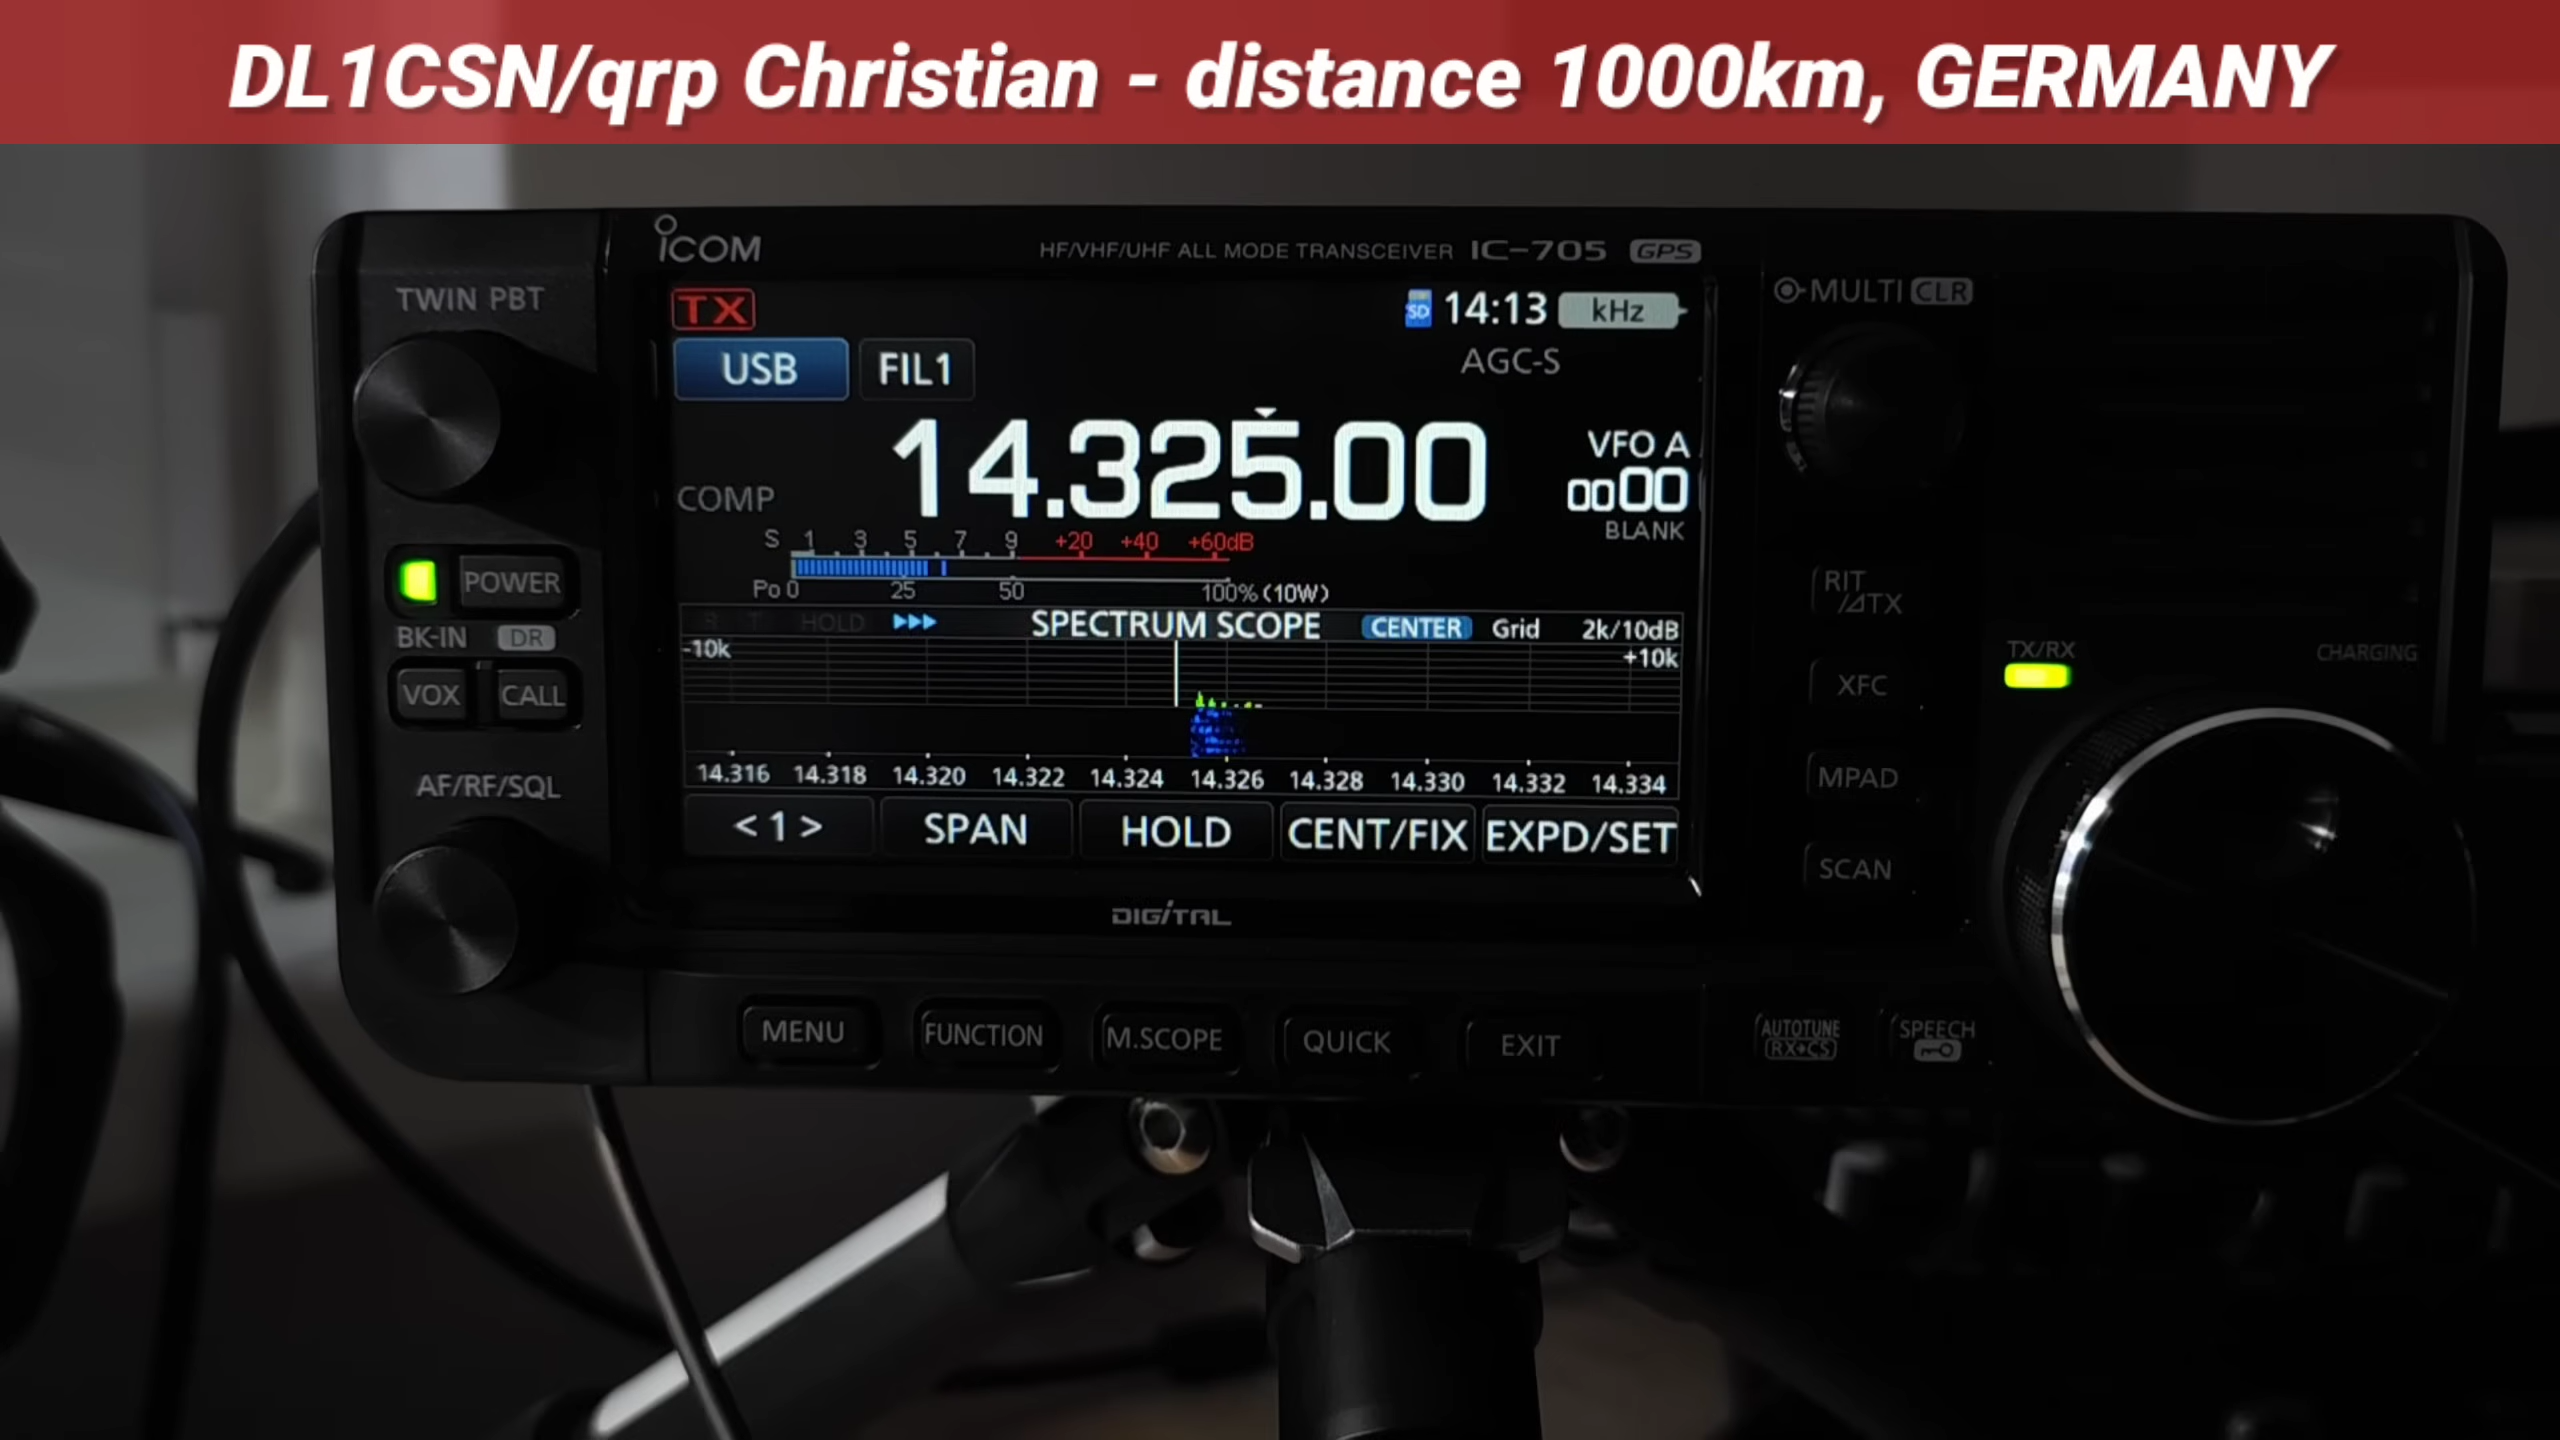 DL1CSN/qrp Christian - distance 1000km, GERMANY
ICOM
HF/VHF/UHF ALL MODE TRANSCEIVER IC-705 GPS
TWIN PBT
MULTI CLR
TX
14:13 kHz
USB FIL1
AGC-S
14.325.00
VFO A
0000
COMP
BLANK
S 1 3 5 7 9 +20 +40 +60dB
Po 0 25 50 100% (10W)
POWER
RIT
/⊿TX
R T HOLD SPECTRUM SCOPE CENTER Grid 2k/10dB
-10k +10k
BK-IN DR
TX/RX
CHARGING
VOX CALL
XFC
14.316 14.318 14.320 14.322 14.324 14.326 14.328 14.330 14.332 14.334
MPAD
AF/RF/SQL
< 1 > SPAN HOLD CENT/FIX EXPD/SET
SCAN
DIGITAL
MENU FUNCTION M.SCOPE QUICK EXIT
AUTOTUNE
RX→CS
SPEECH